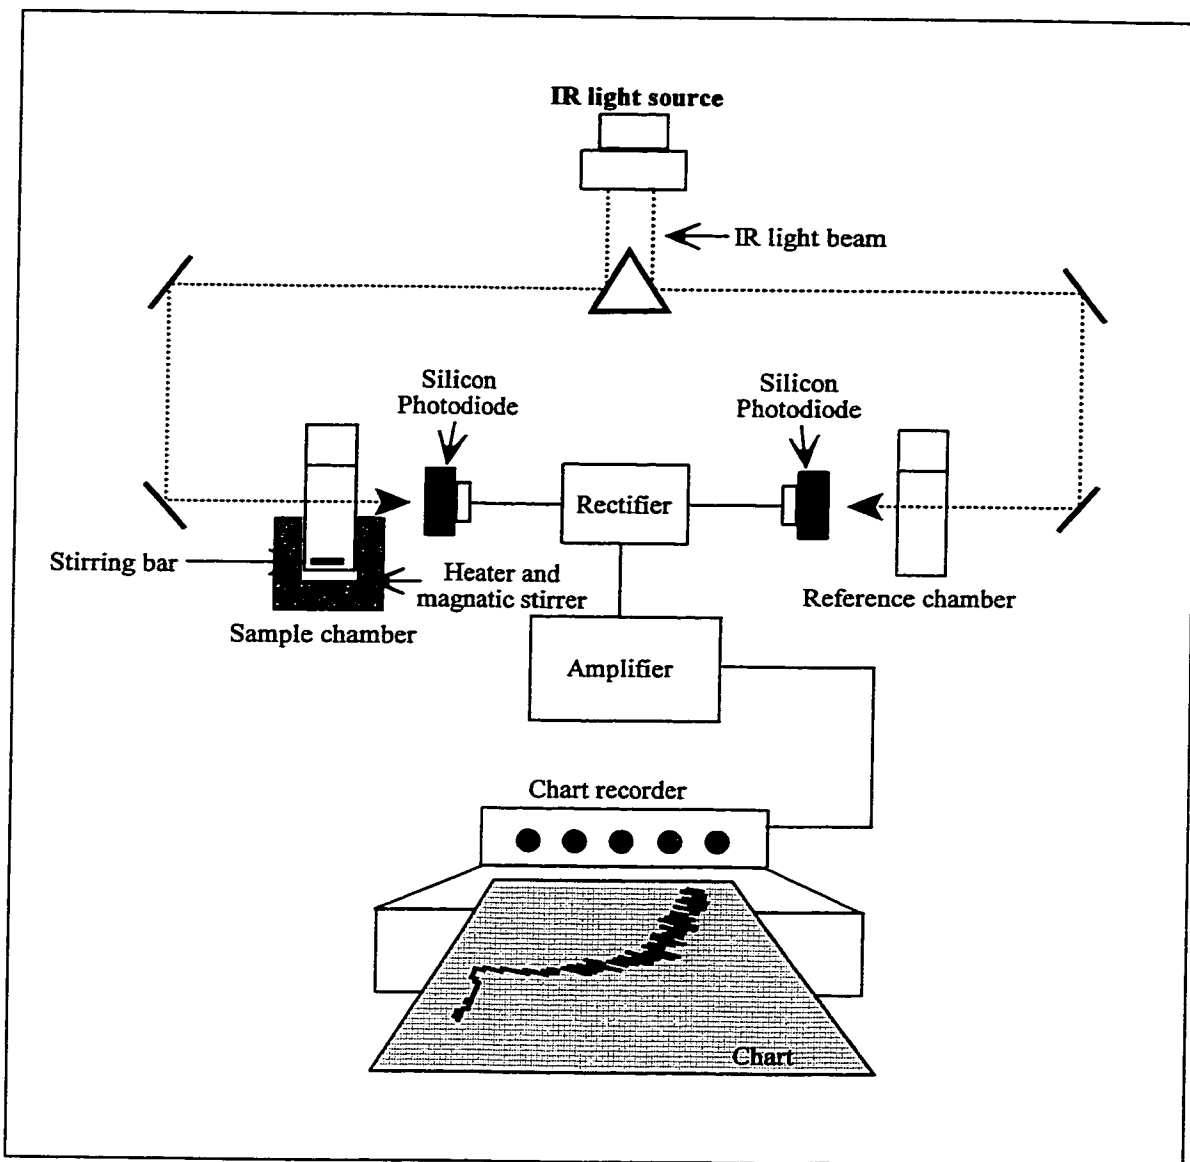 IR light source
IR light beam
Silicon
Photodiode
Silicon
Photodiode
Rectifier
Stirring bar
Heater and
magnatic stirrer
Sample chamber
Reference chamber
Amplifier
Chart recorder
Chart